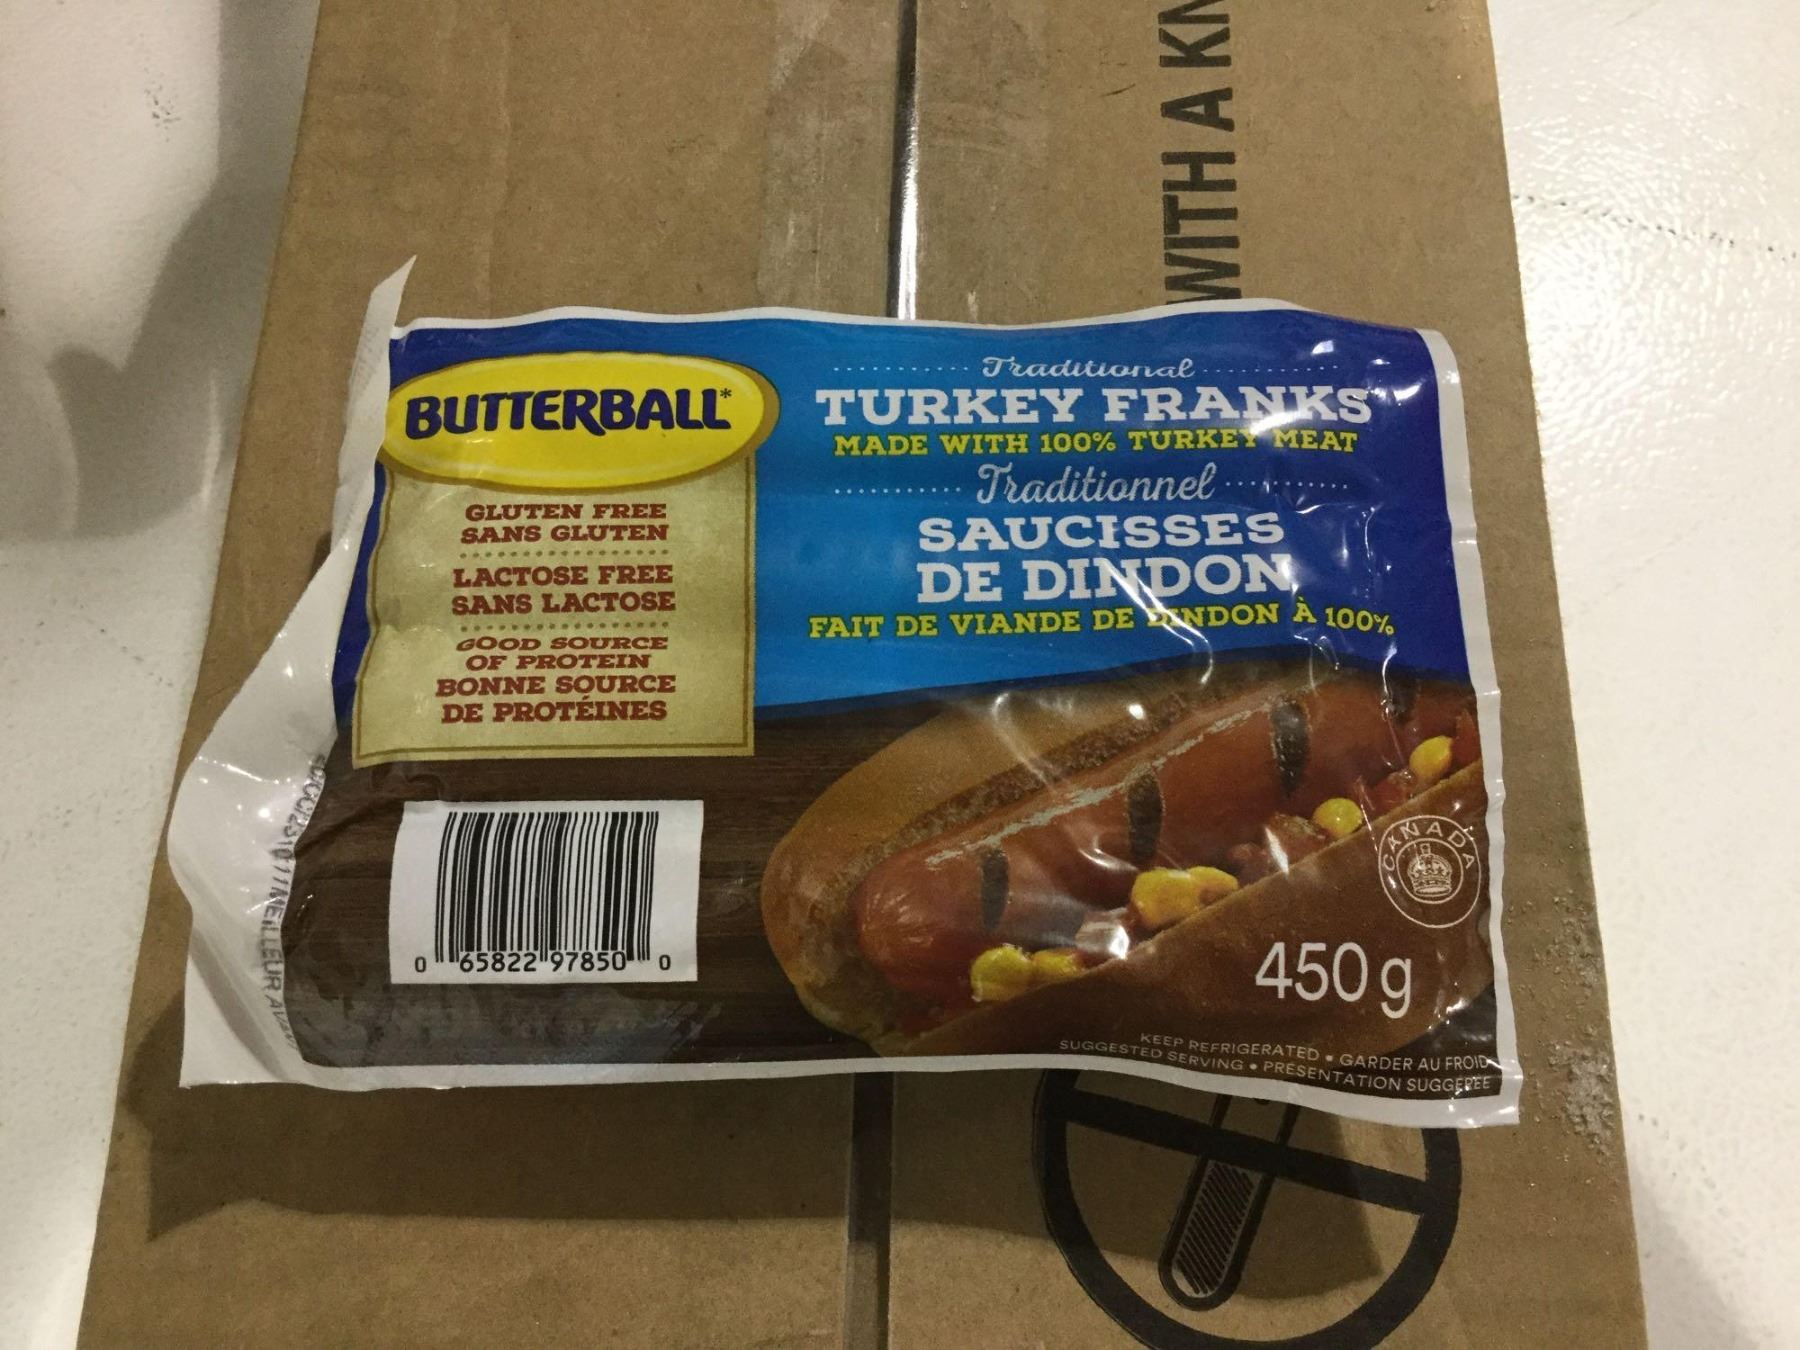 WITH A KN
BUTTERBALL*
GLUTEN FREE
SANS GLUTEN
LACTOSE FREE
SANS LACTOSE
GOOD SOURCE
OF PROTEIN
BONNE SOURCE
DE PROTÉINES
Traditional
TURKEY FRANKS
MADE WITH 100% TURKEY MEAT
Traditionnel
SAUCISSES
DE DINDON
FAIT DE VIANDE DE DINDON À 100%
MEILLEUR AVANT
0 65822 97850 0
CANADA
450 g
KEEP REFRIGERATED • GARDER AU FROID
SUGGESTED SERVING • PRÉSENTATION SUGGÉRÉE